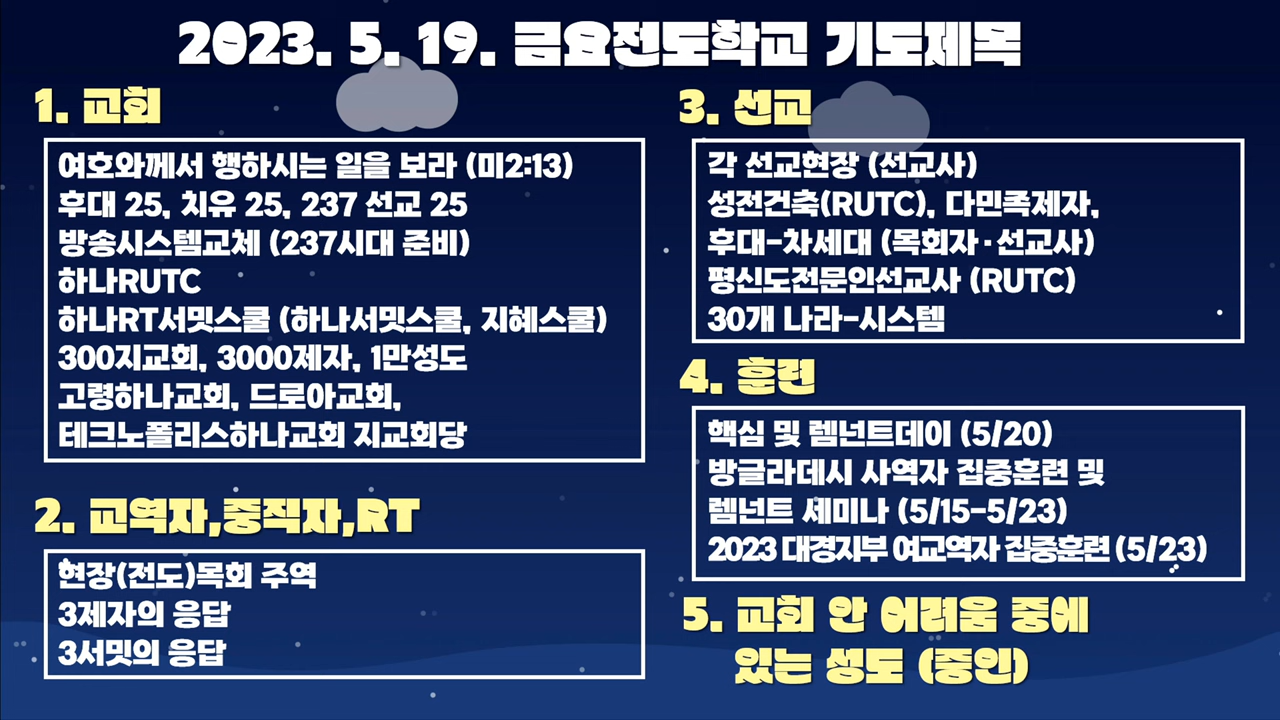 2023. 5. 19. 금요전도학교 기도제목
1. 교회
여호와께서 행하시는 일을 보라 (미2:13)
후대 25, 치유 25, 237 선교 25
방송시스템교체 (237시대 준비)
하나RUTC
하나RT서밋스쿨 (하나서밋스쿨, 지혜스쿨)
300지교회, 3000제자, 1만성도
고령하나교회, 드로아교회,
테크노폴리스하나교회 지교회당
2. 교역자,중직자,RT
현장(전도)목회 주역
3제자의 응답
3서밋의 응답
3. 선교
각 선교현장 (선교사)
성전건축(RUTC), 다민족제자,
후대-차세대 (목회자·선교사)
평신도전문인선교사 (RUTC)
30개 나라-시스템
4. 훈련
핵심 및 렘넌트데이 (5/20)
방글라데시 사역자 집중훈련 및
렘넌트 세미나 (5/15-5/23)
2023 대경지부 여교역자 집중훈련 (5/23)
5. 교회 안 어려움 중에
있는 성도 (증인)